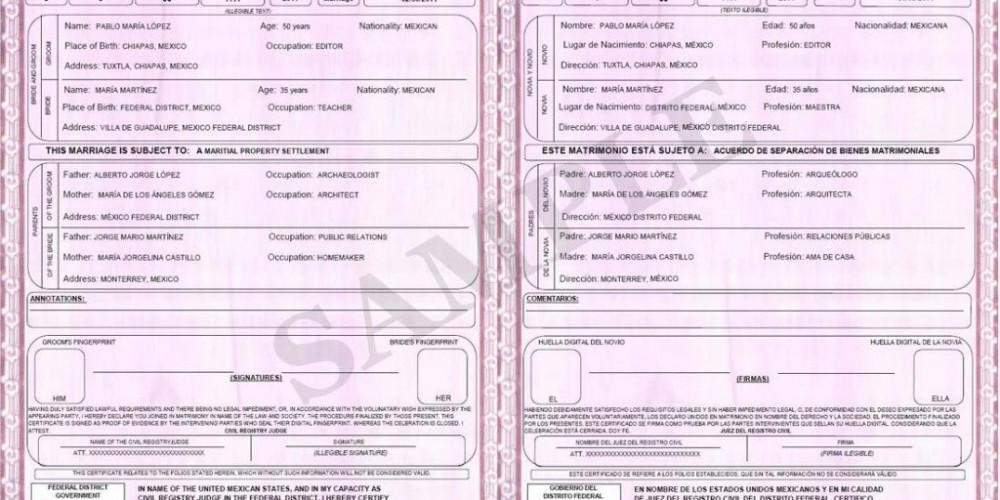 (ILLEGIBLE TEXT)
BRIDE AND GROOM
GROOM
Name: PABLO MARÍA LÓPEZ Age: 50 years Nationality: MEXICAN
Place of Birth: CHIAPAS, MEXICO Occupation: EDITOR
Address: TUXTLA, CHIAPAS, MÉXICO
BRIDE
Name: MARÍA MARTÍNEZ Age: 35 years Nationality: MEXICAN
Place of Birth: FEDERAL DISTRICT, MEXICO Occupation: TEACHER
Address: VILLA DE GUADALUPE, MEXICO FEDERAL DISTRICT
THIS MARRIAGE IS SUBJECT TO: A MARITIAL PROPERTY SETTLEMENT
PARENTS
OF THE GROOM
Father: ALBERTO JORGE LÓPEZ Occupation: ARCHAEOLOGIST
Mother: MARÍA DE LOS ÁNGELES GÓMEZ Occupation: ARCHITECT
Address: MÉXICO FEDERAL DISTRICT
OF THE BRIDE
Father: JORGE MARIO MARTÍNEZ Occupation: PUBLIC RELATIONS
Mother: MARÍA JORGELINA CASTILLO Occupation: HOMEMAKER
Address: MONTERREY, MÉXICO
ANNOTATIONS:
GROOM'S FINGERPRINT BRIDE'S FINGERPRINT
(SIGNATURES)
HIM HER
HAVING DULY SATISFIED LAWFUL REQUIREMENTS AND THERE BEING NO LEGAL IMPEDIMENT, OR, IN ACCORDANCE WITH THE VOLUNTARY WISH EXPRESSED BY THE
APPEARING PARTY, I HEREBY DECLARE YOU JOINED IN MATRIMONY IN NAME OF THE LAW AND SOCIETY. THE PROCEDURE FINALIZED BY THOSE PRESENT, THIS
CERTIFICATE IS SIGNED AS PROOF OF EVIDENCE BY THE INTERVENING PARTIES WHO SEAL THEIR DIGITAL FINGERPRINT, WHEREAS THE CELEBRATION IS CLOSED. I
ATTEST. CIVIL REGISTRY JUDGE
NAME OF THE CIVIL REGISTRY JUDGE SIGNATURE
ATT. XXXXXXXXXXXXXXXXXXXXXXXXXXXXX (ILLEGIBLE SIGNATURE)
THIS CERTIFICATE RELATES TO THE FOLIOS STATED HEREIN, WHICH WITHOUT SUCH INFORMATION WILL NOT BE CONSIDERED VALID.
FEDERAL DISTRICT
GOVERNMENT
IN NAME OF THE UNITED MEXICAN STATES, AND IN MY CAPACITY AS
CIVIL REGISTRY JUDGE IN THE FEDERAL DISTRICT, I HEREBY CERTIFY
SAMPLE
(TEXTO ILEGIBLE)
NOVIA Y NOVIO
NOVIO
Nombre: PABLO MARÍA LÓPEZ Edad: 50 años Nacionalidad: MEXICANA
Lugar de Nacimiento: CHIAPAS, MÉXICO Profesión: EDITOR
Dirección: TUXTLA, CHIAPAS, MÉXICO
NOVIA
Nombre: MARÍA MARTÍNEZ Edad: 35 años Nacionalidad: MEXICANA
Lugar de Nacimiento: DISTRITO FEDERAL, MÉXICO Profesión: MAESTRA
Dirección: VILLA DE GUADALUPE, MÉXICO DISTRITO FEDERAL
ESTE MATRIMONIO ESTÁ SUJETO A: ACUERDO DE SEPARACIÓN DE BIENES MATRIMONIALES
PADRES
DEL NOVIO
Padre: ALBERTO JORGE LÓPEZ Profesión: ARQUEÓLOGO
Madre: MARÍA DE LOS ÁNGELES GÓMEZ Profesión: ARQUITECTA
Dirección: MÉXICO DISTRITO FEDERAL
DE LA NOVIA
Padre: JORGE MARIO MARTÍNEZ Profesión: RELACIONES PÚBLICAS
Madre: MARÍA JORGELINA CASTILLO Profesión: AMA DE CASA
Dirección: MONTERREY, MÉXICO
COMENTARIOS:
HUELLA DIGITAL DEL NOVIO HUELLA DIGITAL DE LA NOVIA
(FIRMAS)
EL ELLA
HABIENDO DEBIDAMENTE SATISFECHO LOS REQUISITOS LEGALES Y SIN HABER IMPEDIMENTO LEGAL, O, DE CONFORMIDAD CON EL DESEO EXPRESADO POR LAS
PARTES QUE APARECEN VOLUNTARIAMENTE, LOS DECLARO UNIDOS EN MATRIMONIO EN NOMBRE DEL DERECHO Y LA SOCIEDAD. EL PROCEDIMIENTO FINALIZADO
POR LOS PRESENTES, ESTE CERTIFICADO SE FIRMA COMO PRUEBA POR LAS PARTES INTERVINIENTES QUE SELLAN SU HUELLA DIGITAL, CONSIDERANDO QUE LA
CELEBRACIÓN ESTÁ CERRADA, DOY FE. JUEZ DEL REGISTRO CIVIL
NOMBRE DEL JUEZ DEL REGISTRO CIVIL FIRMA
ATT. XXXXXXXXXXXXXXXXXXXXXXXXXXXXX (FIRMA ILEGIBLE)
ESTE CERTIFICADO SE REFIERE A LOS FOLIOS ESTABLECIDOS, QUE SIN TAL INFORMACIÓN NO SE CONSIDERARÁ VÁLIDO.
GOBIERNO DEL
DISTRITO FEDERAL
EN NOMBRE DE LOS ESTADOS UNIDOS MEXICANOS Y EN MI CALIDAD
DE JUEZ DEL REGISTRO CIVIL DEL DISTRITO FEDERAL, CERTIFICO